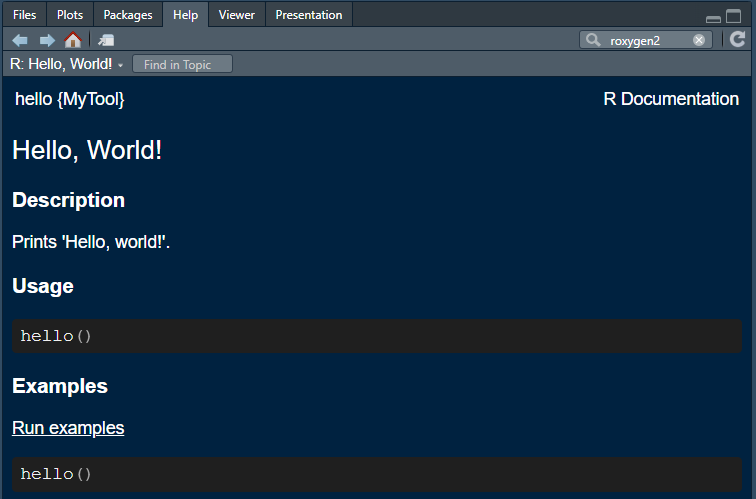 Files Plots Packages Help Viewer Presentation
roxygen2
R: Hello, World! Find in Topic
hello {MyTool} R Documentation
Hello, World!
Description
Prints 'Hello, world!'.
Usage
hello()
Examples
Run examples
hello()